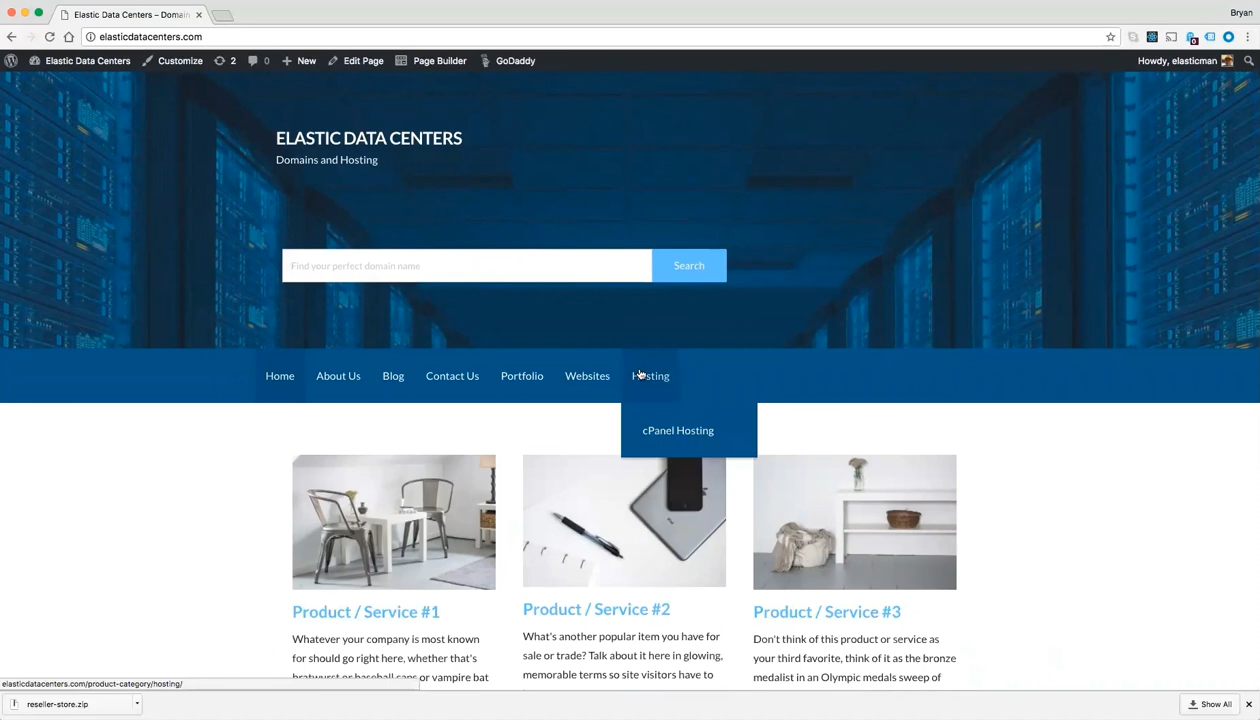 Elastic Data Centers – Domain
Bryan
elasticdatacenters.com
Elastic Data Centers
Customize
2
0
New
Edit Page
Page Builder
GoDaddy
Howdy, elasticman
ELASTIC DATA CENTERS
Domains and Hosting
Find your perfect domain name
Search
Home
About Us
Blog
Contact Us
Portfolio
Websites
Hosting
cPanel Hosting
Product / Service #1
Whatever your company is most known
for should go right here, whether that's
bratwurst or baseball caps or vampire bat
Product / Service #2
What's another popular item you have for
sale or trade? Talk about it here in glowing,
memorable terms so site visitors have to
Product / Service #3
Don't think of this product or service as
your third favorite, think of it as the bronze
medalist in an Olympic medals sweep of
elasticdatacenters.com/product-category/hosting/
reseller-store.zip
Show All